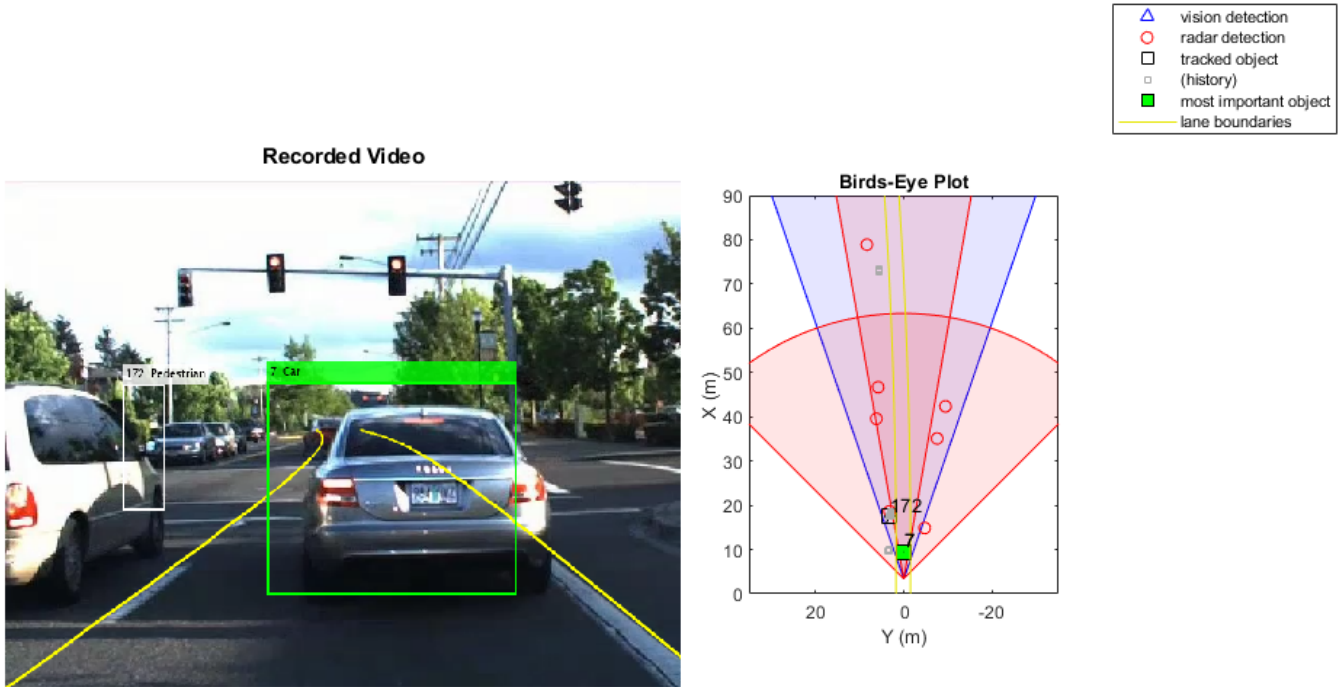 vision detection
radar detection
tracked object
(history)
most important object
lane boundaries
Recorded Video
172 Pedestrian
7 Car
Birds-Eye Plot
90
80
70
60
50
40
30
20
10
0
X (m)
172
7
20
0
-20
Y (m)